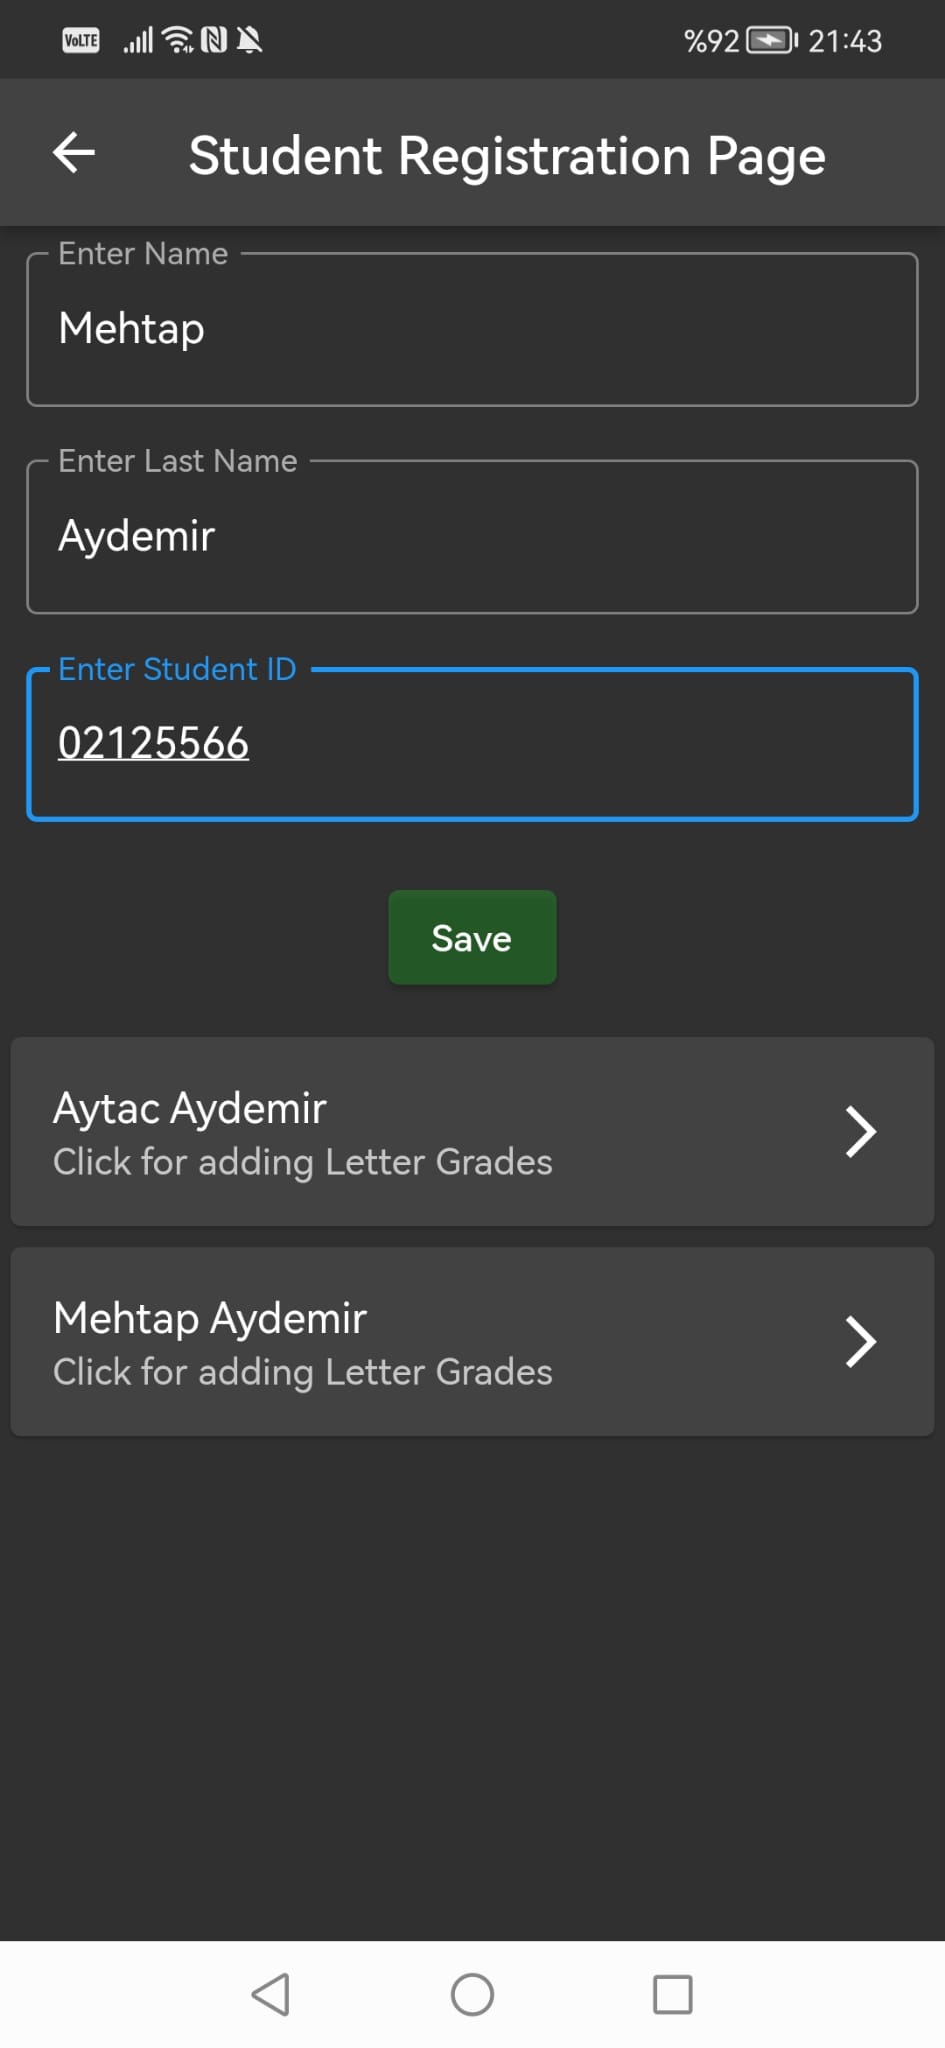 VoLTE %92 21:43
Student Registration Page
Enter Name
Mehtap
Enter Last Name
Aydemir
Enter Student ID
02125566
Save
Aytac Aydemir
Click for adding Letter Grades
Mehtap Aydemir
Click for adding Letter Grades